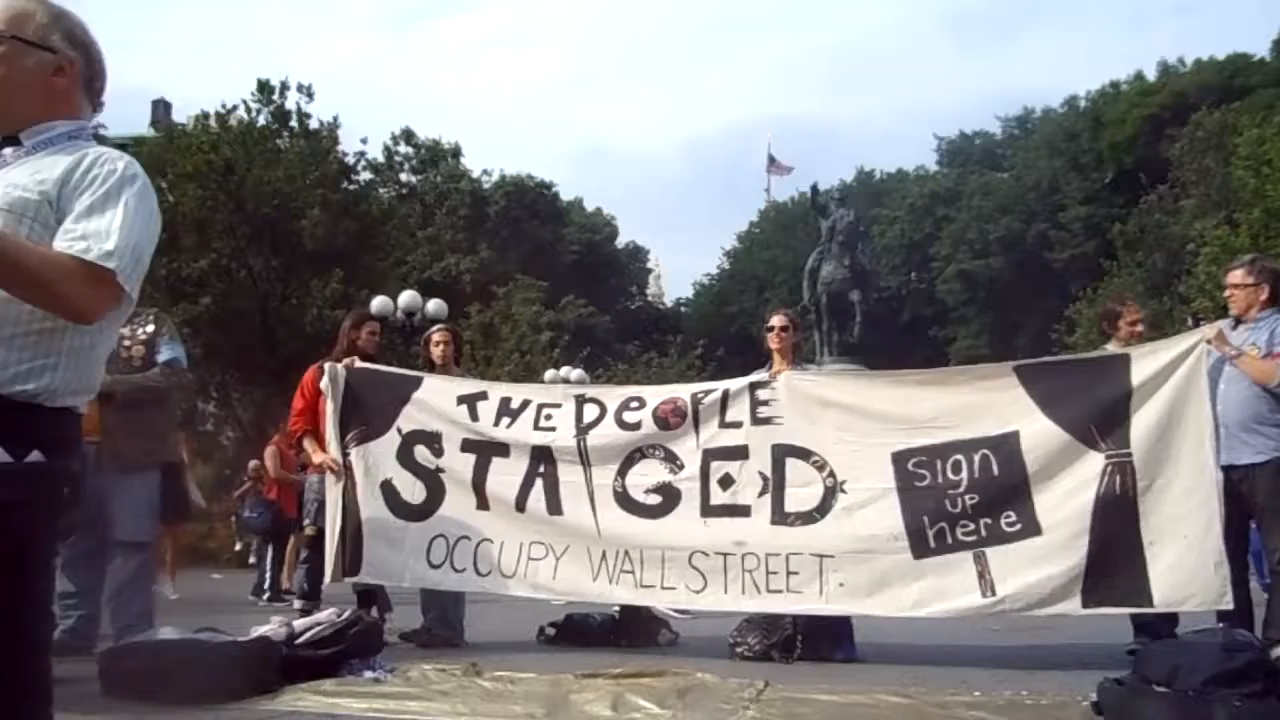 THE PeOPLE
STAGED
OCCUPY WALL STREET.
sign
up
here